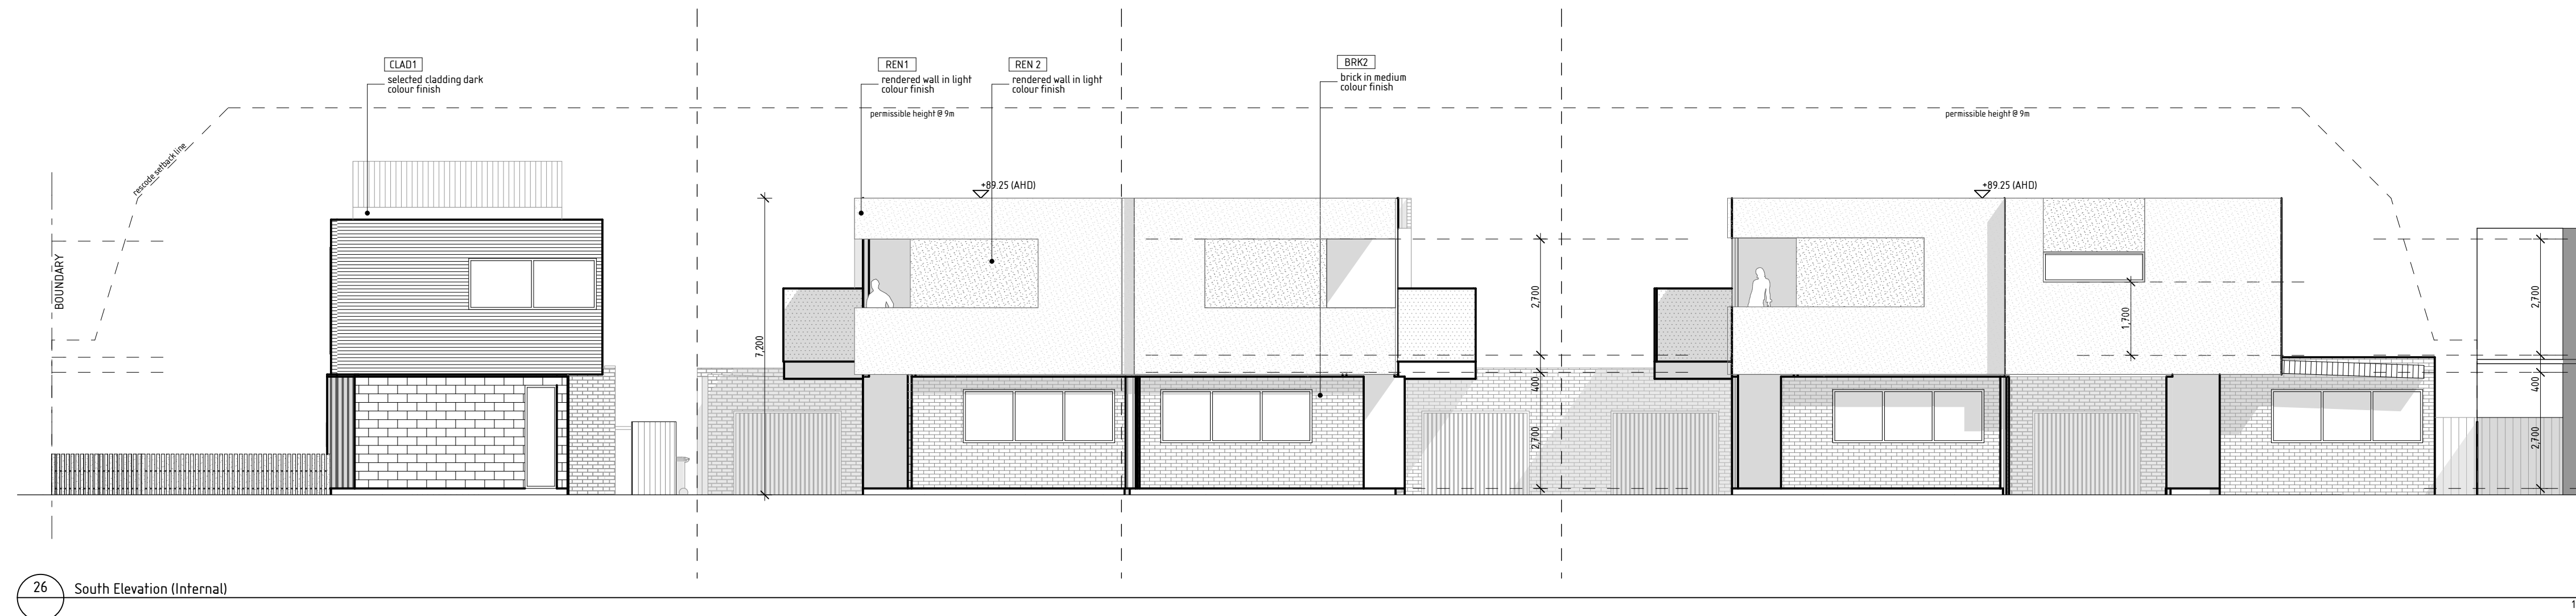 CLAD1
selected cladding dark
colour finish
REN1
rendered wall in light
colour finish
REN 2
rendered wall in light
colour finish
BRK2
brick in medium
colour finish
permissible height @ 9m
permissible height @ 9m
rescode setback line
+89.25 (AHD)
+89.25 (AHD)
BOUNDARY
7,200
2,700
400
2,700
1,700
2,700
400
2,700
26
South Elevation (Internal)
1